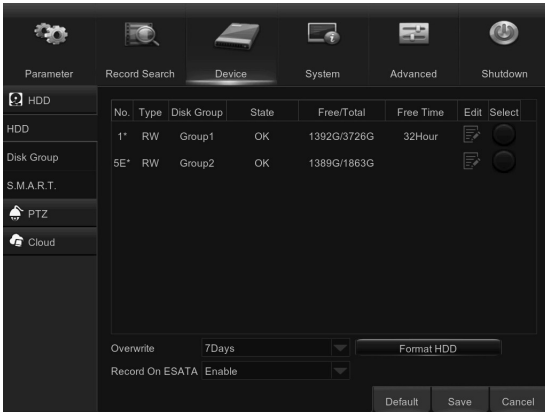 Parameter Record Search Device System Advanced Shutdown
HDD
HDD
Disk Group
S.M.A.R.T.
PTZ
Cloud
No. Type Disk Group State Free/Total Free Time Edit Select
1* RW Group1 OK 1392G/3726G 32Hour
5E* RW Group2 OK 1389G/1863G
Overwrite 7Days Format HDD
Record On ESATA Enable
Default Save Cancel